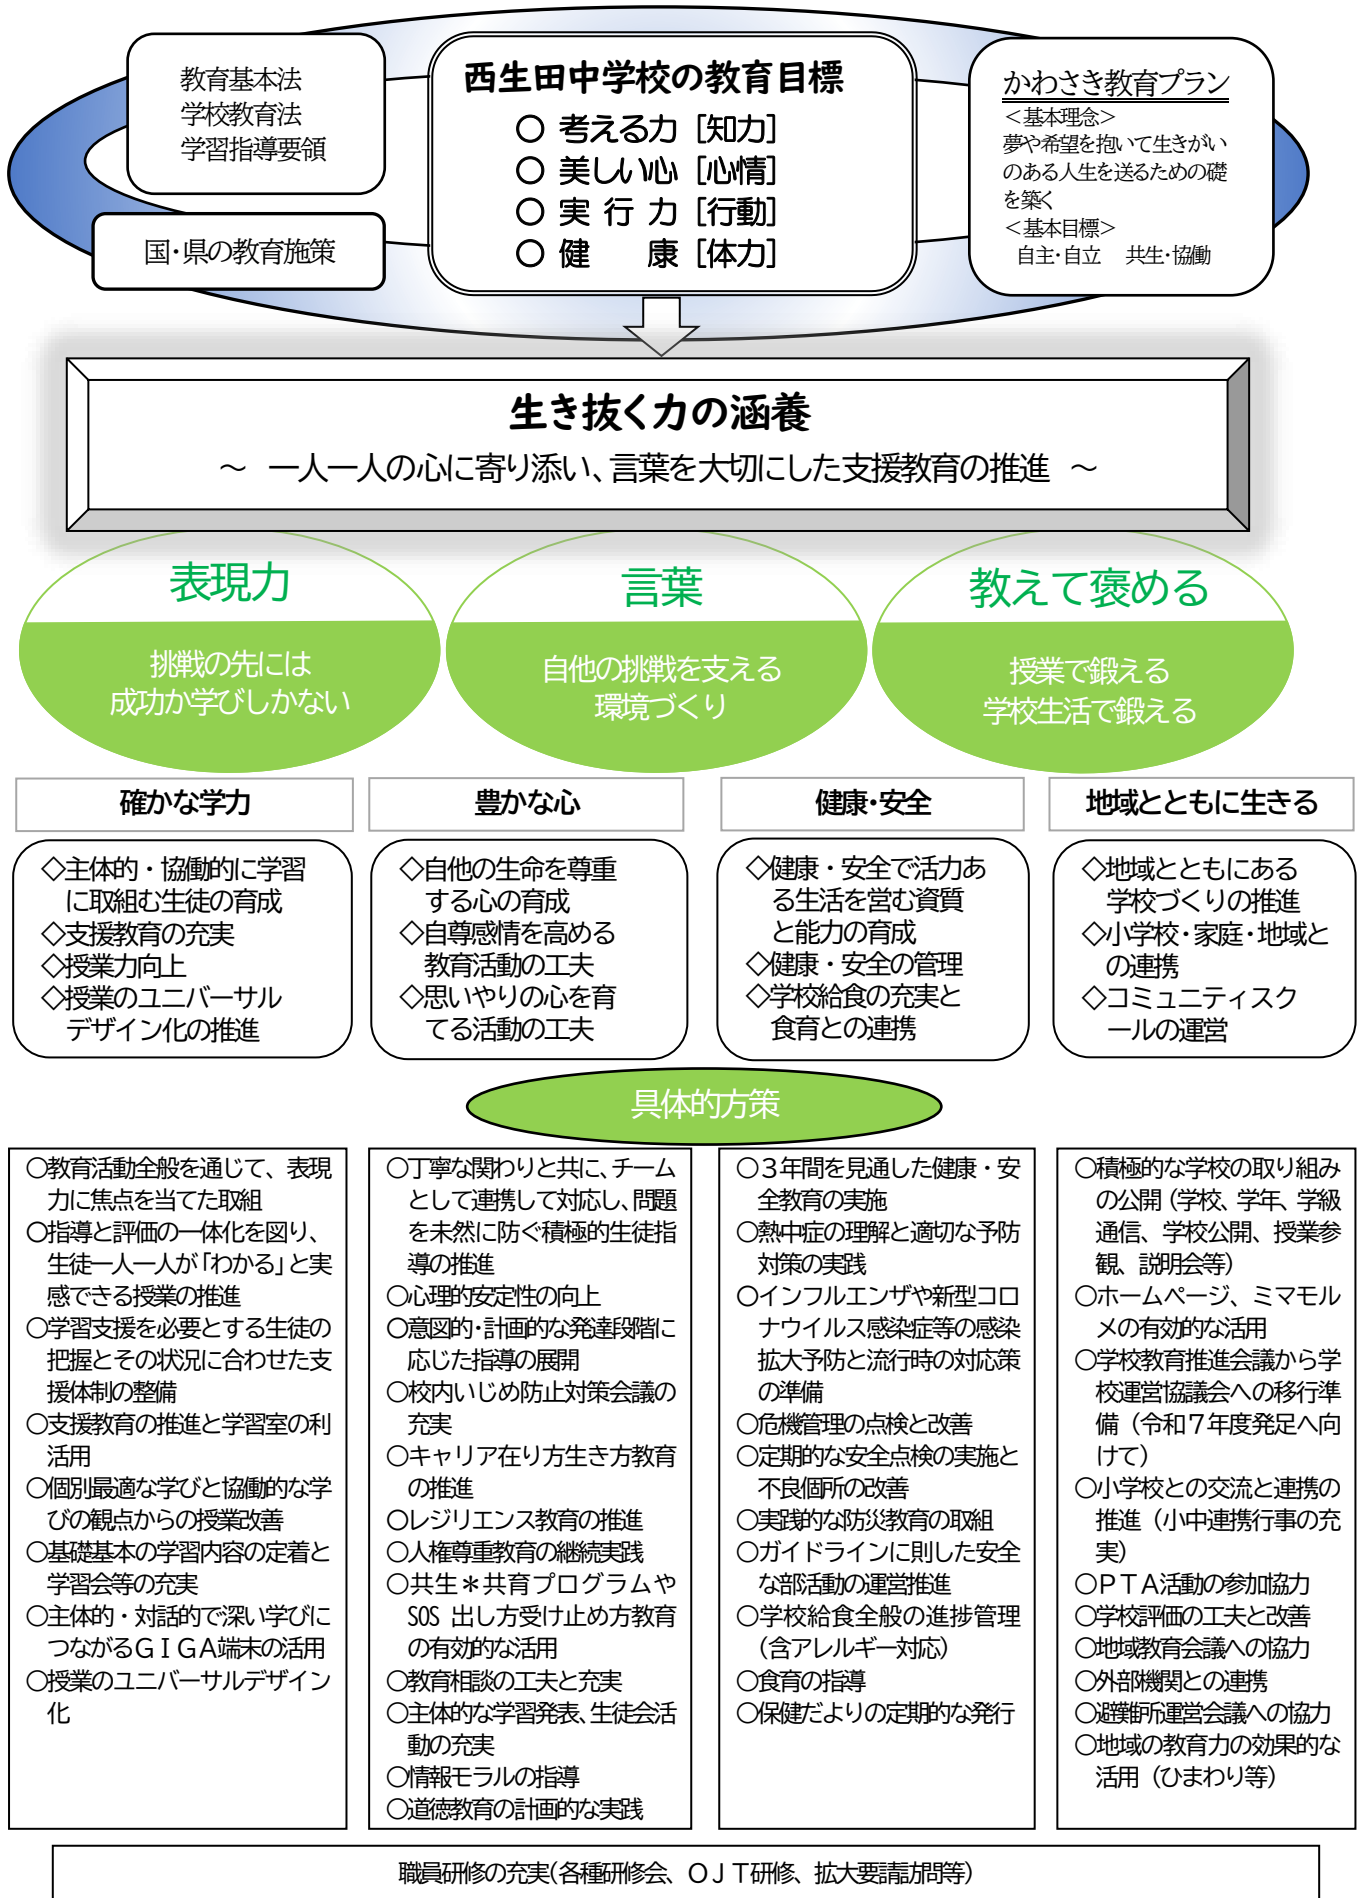 教育基本法
学校教育法
学習指導要領
国・県の教育施策
西生田中学校の教育目標
○ 考える力 [知力]
○ 美しい心 [心情]
○ 実 行 力 [行動]
○ 健　　康 [体力]
かわさき教育プラン
＜基本理念＞
夢や希望を抱いて生きがい
のある人生を送るための礎
を築く
＜基本目標＞
自主・自立　共生・協働
生き抜く力の涵養
～ 一人一人の心に寄り添い、言葉を大切にした支援教育の推進 ～
表現力
挑戦の先には
成功か学びしかない
言葉
自他の挑戦を支える
環境づくり
教えて褒める
授業で鍛える
学校生活で鍛える
確かな学力
◇主体的・協働的に学習
に取組む生徒の育成
◇支援教育の充実
◇授業力向上
◇授業のユニバーサル
デザイン化の推進
豊かな心
◇自他の生命を尊重
する心の育成
◇自尊感情を高める
教育活動の工夫
◇思いやりの心を育
てる活動の工夫
健康・安全
◇健康・安全で活力あ
る生活を営む資質
と能力の育成
◇健康・安全の管理
◇学校給食の充実と
食育との連携
地域とともに生きる
◇地域とともにある
学校づくりの推進
◇小学校・家庭・地域と
の連携
◇コミュニティスク
ールの運営
具体的方策
○教育活動全般を通じて、表現
力に焦点を当てた取組
○指導と評価の一体化を図り、
生徒一人一人が「わかる」と実
感できる授業の推進
○学習支援を必要とする生徒の
把握とその状況に合わせた支
援体制の整備
○支援教育の推進と学習室の利
活用
○個別最適な学びと協働的な学
びの観点からの授業改善
○基礎基本の学習内容の定着と
学習会等の充実
○主体的・対話的で深い学びに
つながるGIGA端末の活用
○授業のユニバーサルデザイン
化
○丁寧な関わりと共に、チーム
として連携して対応し、問題
を未然に防ぐ積極的生徒指
導の推進
○心理的安定性の向上
○意図的・計画的な発達段階に
応じた指導の展開
○校内いじめ防止対策会議の
充実
○キャリア在り方生き方教育
の推進
○レジリエンス教育の推進
○人権尊重教育の継続実践
○共生＊共育プログラムや
SOS 出し方受け止め方教育
の有効的な活用
○教育相談の工夫と充実
○主体的な学習発表、生徒会活
動の充実
○情報モラルの指導
○道徳教育の計画的な実践
○３年間を見通した健康・安
全教育の実施
○熱中症の理解と適切な予防
対策の実践
○インフルエンザや新型コロ
ナウイルス感染症等の感染
拡大予防と流行時の対応策
の準備
○危機管理の点検と改善
○定期的な安全点検の実施と
不良個所の改善
○実践的な防災教育の取組
○ガイドラインに則した安全
な部活動の運営推進
○学校給食全般の進捗管理
（含アレルギー対応）
○食育の指導
○保健だよりの定期的な発行
○積極的な学校の取り組み
の公開（学校、学年、学級
通信、学校公開、授業参
観、説明会等）
○ホームページ、ミマモル
メの有効的な活用
○学校教育推進会議から学
校運営協議会への移行準
備（令和７年度発足へ向
けて）
○小学校との交流と連携の
推進（小中連携行事の充
実）
○ＰＴＡ活動の参加協力
○学校評価の工夫と改善
○地域教育会議への協力
○外部機関との連携
○避難所運営会議への協力
○地域の教育力の効果的な
活用（ひまわり等）
職員研修の充実（各種研修会、ＯＪＴ研修、拡大要請訪問等）